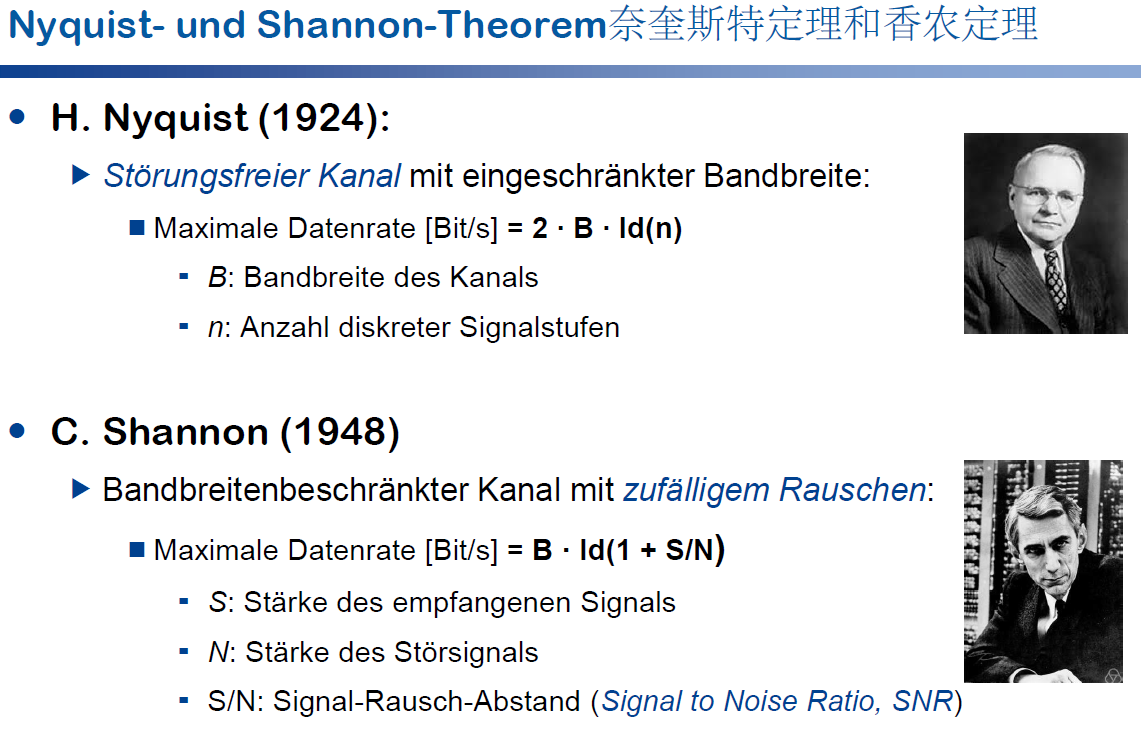 Nyquist- und Shannon-Theorem奈奎斯特定理和香农定理
• H. Nyquist (1924):
▶ Störungsfreier Kanal mit eingeschränkter Bandbreite:
■ Maximale Datenrate [Bit/s] = 2 · B · ld(n)
- B: Bandbreite des Kanals
- n: Anzahl diskreter Signalstufen
• C. Shannon (1948)
▶ Bandbreitenbeschränkter Kanal mit zufälligem Rauschen:
■ Maximale Datenrate [Bit/s] = B · ld(1 + S/N)
- S: Stärke des empfangenen Signals
- N: Stärke des Störsignals
- S/N: Signal-Rausch-Abstand (Signal to Noise Ratio, SNR)